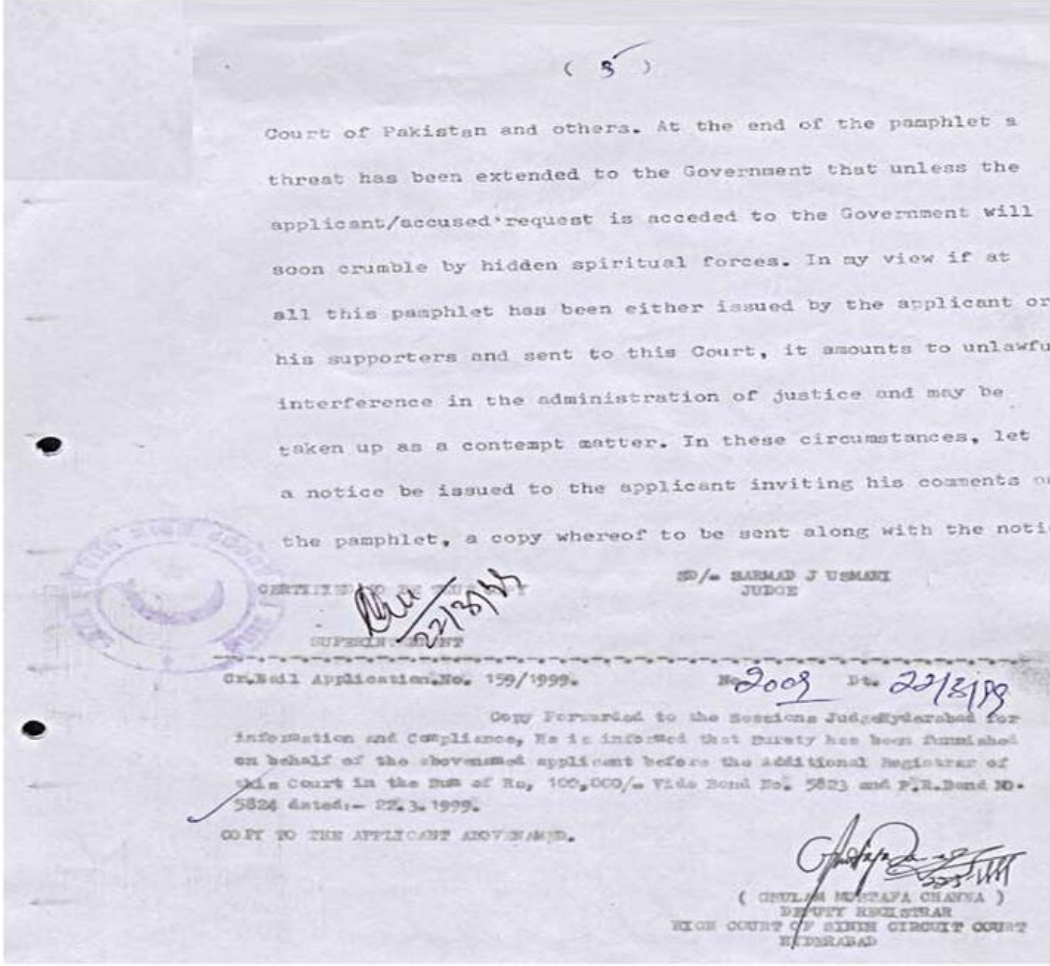 ( 5 )
Court of Pakistan and others. At the end of the pamphlet a
threat has been extended to the Government that unless the
applicant/accused'request is acceded to the Government will
soon crumble by hidden spiritual forces. In my view if at
all this pamphlet has been either issued by the applicant or
his supporters and sent to this Court, it amounts to unlawfu
interference in the administration of justice and may be
taken up as a contempt matter. In these circumstances, let
a notice be issued to the applicant inviting his comments o
the pamphlet, a copy whereof to be sent along with the noti
SD/= SARMAD J USMANI
JUDGE
CERTIFIED TO BE TRUE COPY
22/3/99
SUPERINTENDENT
Cr.Bail Application.No. 159/1999. No 2009 Dt. 22/3/99
Copy Forwarded to the Sessions Judge Hyderabad for
information and Compliance, He is informed that Surety has been furnished
on behalf of the abovenamed applicant before the Additional Registrar of
this Court in the Sum of Rs, 100,000/= Vide Bond No. 5823 and P.R.Bond NO.
5824 dated:- 22.3.1999.
COPY TO THE APPLICANT ABOVENAMED.
( GHULAM MUSTAFA CHANNA )
DEPUTY REGISTRAR
HIGH COURT OF SINDH CIRCUIT COURT
HYDERABAD